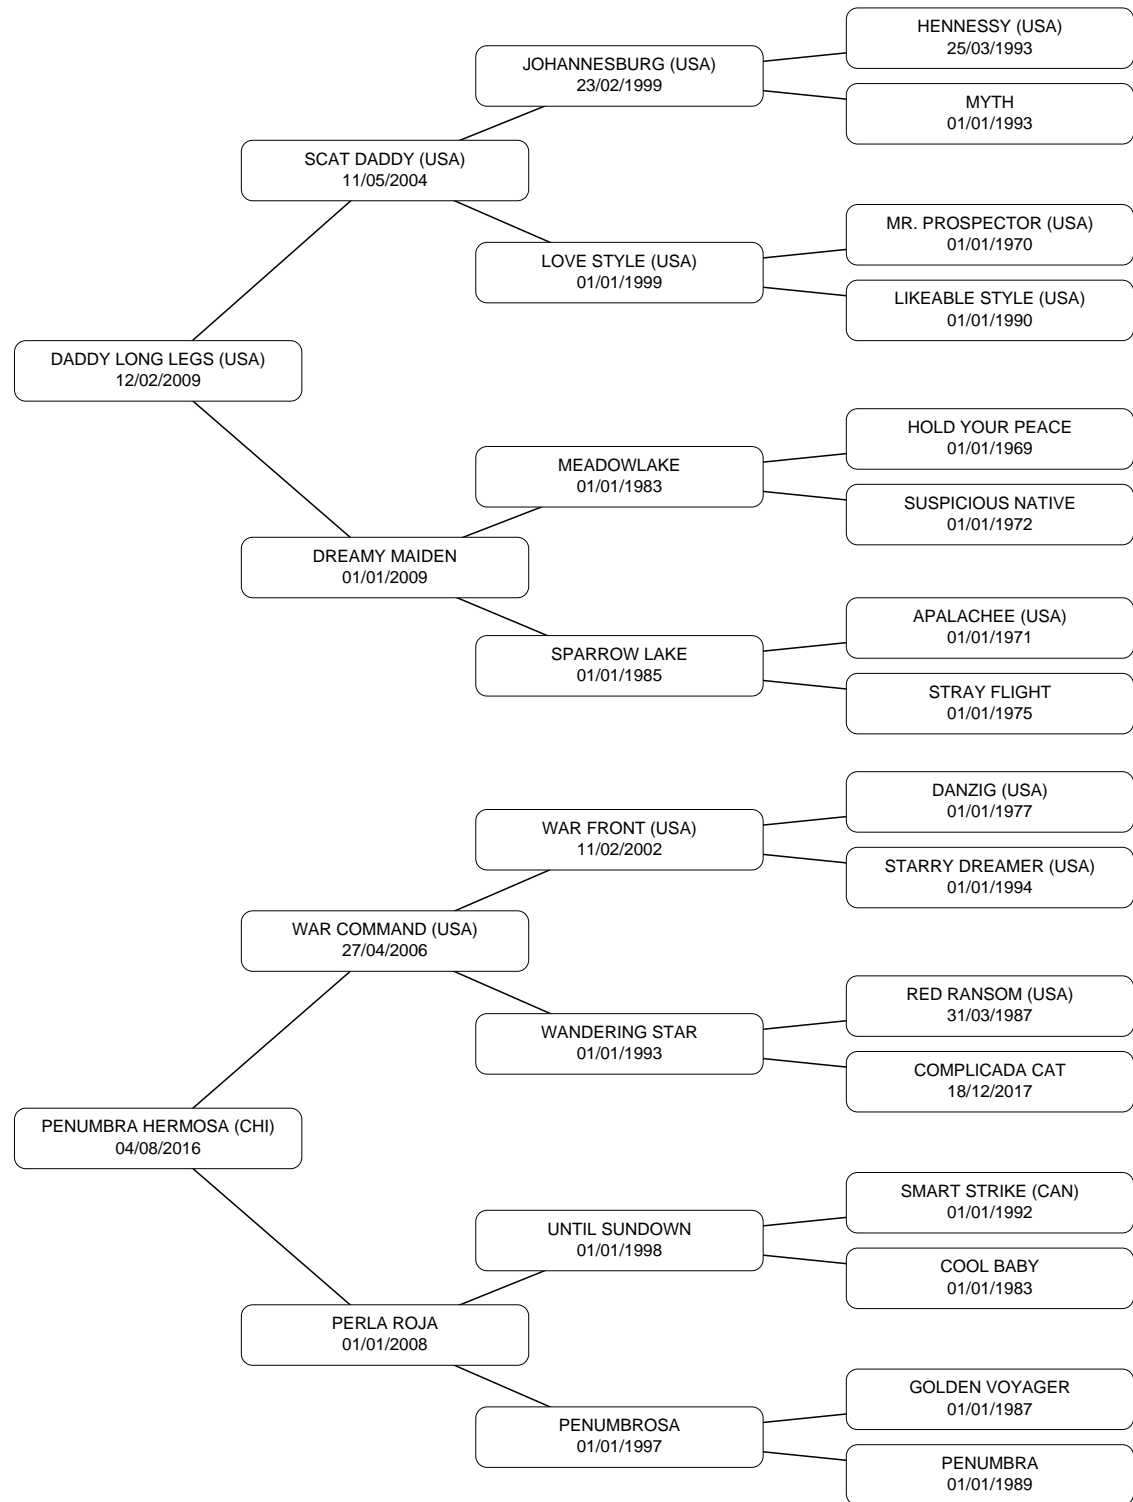 HENNESSY (USA)
25/03/1993
JOHANNESBURG (USA)
23/02/1999
MYTH
01/01/1993
SCAT DADDY (USA)
11/05/2004
MR. PROSPECTOR (USA)
01/01/1970
LOVE STYLE (USA)
01/01/1999
LIKEABLE STYLE (USA)
01/01/1990
DADDY LONG LEGS (USA)
12/02/2009
HOLD YOUR PEACE
01/01/1969
MEADOWLAKE
01/01/1983
SUSPICIOUS NATIVE
01/01/1972
DREAMY MAIDEN
01/01/2009
APALACHEE (USA)
01/01/1971
SPARROW LAKE
01/01/1985
STRAY FLIGHT
01/01/1975
DANZIG (USA)
01/01/1977
WAR FRONT (USA)
11/02/2002
STARRY DREAMER (USA)
01/01/1994
WAR COMMAND (USA)
27/04/2006
RED RANSOM (USA)
31/03/1987
WANDERING STAR
01/01/1993
COMPLICADA CAT
18/12/2017
PENUMBRA HERMOSA (CHI)
04/08/2016
SMART STRIKE (CAN)
01/01/1992
UNTIL SUNDOWN
01/01/1998
COOL BABY
01/01/1983
PERLA ROJA
01/01/2008
GOLDEN VOYAGER
01/01/1987
PENUMBROSA
01/01/1997
PENUMBRA
01/01/1989